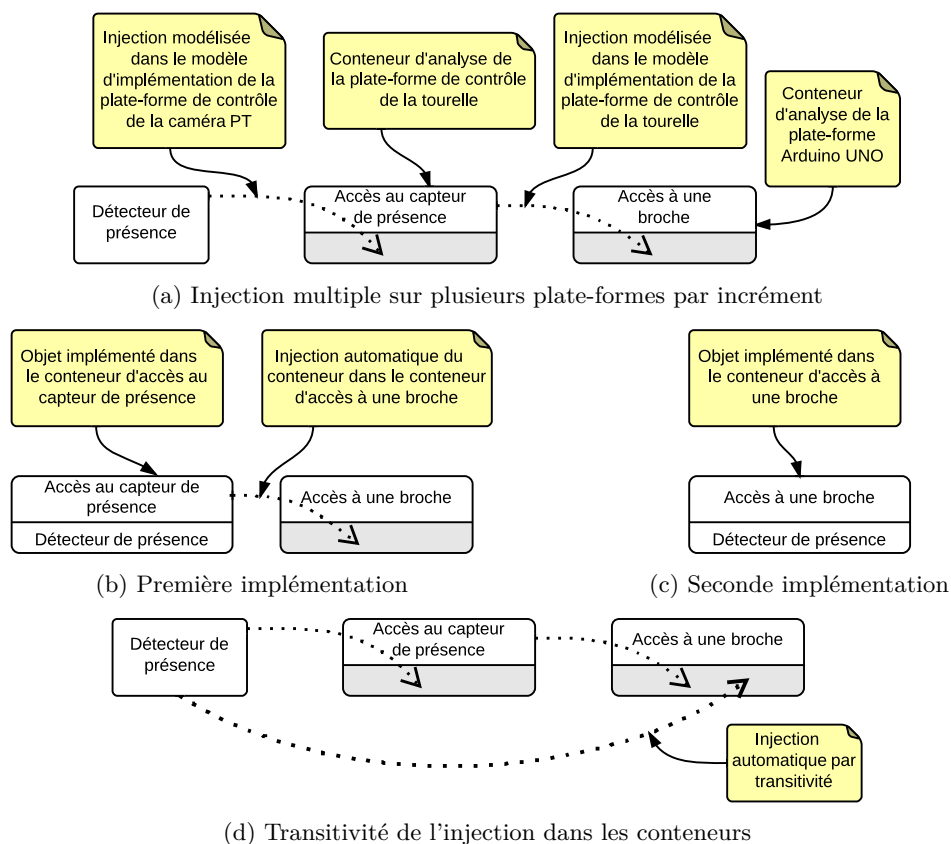 Injection modélisée
dans le modèle
d'implémentation de la
plate-forme de contrôle
de la caméra PT
Conteneur d'analyse de
la plate-forme de contrôle
de la tourelle
Injection modélisée
dans le modèle
d'implémentation de la
plate-forme de contrôle
de la tourelle
Conteneur
d'analyse de la
plate-forme
Arduino UNO
Détecteur de
présence
Accès au capteur
de présence
Accès à une
broche
(a) Injection multiple sur plusieurs plate-formes par incrément
Objet implémenté dans
le conteneur d'accès au
capteur de présence
Injection automatique du
conteneur dans le conteneur
d'accès à une broche
Objet implémenté dans
le conteneur d'accès à
une broche
Accès au capteur de
présence
Détecteur de présence
Accès à une broche
Accès à une broche
Détecteur de présence
(b) Première implémentation
(c) Seconde implémentation
Détecteur de
présence
Accès au capteur
de présence
Accès à une broche
Injection
automatique par
transitivité
(d) Transitivité de l'injection dans les conteneurs